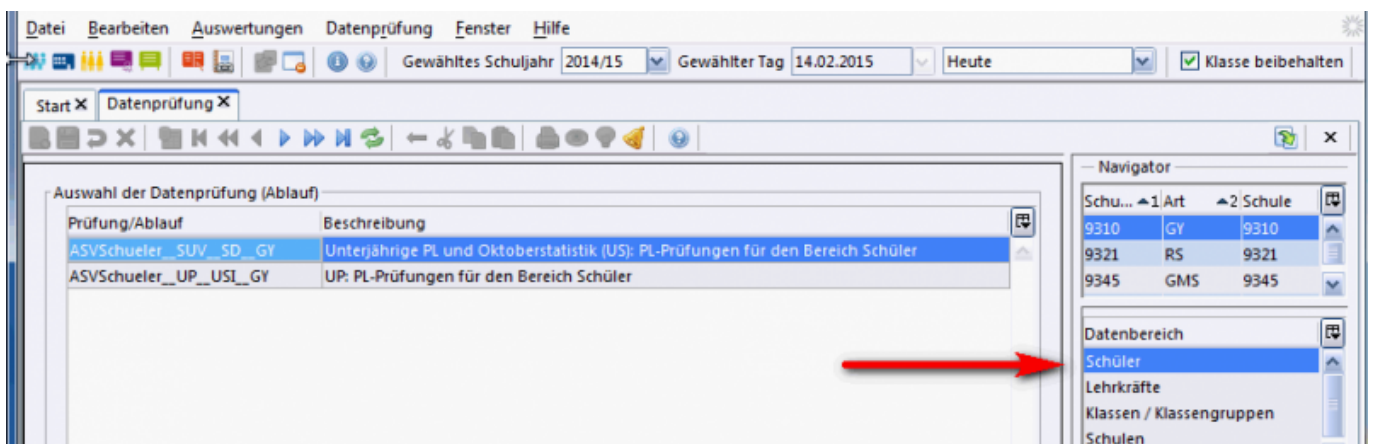 Datei Bearbeiten Auswertungen Datenprüfung Fenster Hilfe
Gewähltes Schuljahr 2014/15 Gewählter Tag 14.02.2015 Heute Klasse beibehalten
Start Datenprüfung
Navigator
Auswahl der Datenprüfung (Ablauf)
Schu... 1 Art 2 Schule
Prüfung/Ablauf Beschreibung
9310 GY 9310
ASVSchueler__SUV__SD__GY Unterjährige PL und Oktoberstatistik (US): PL-Prüfungen für den Bereich Schüler
9321 RS 9321
ASVSchueler__UP__USI__GY UP: PL-Prüfungen für den Bereich Schüler
9345 GMS 9345
Datenbereich
Schüler
Lehrkräfte
Klassen / Klassengruppen
Schulen